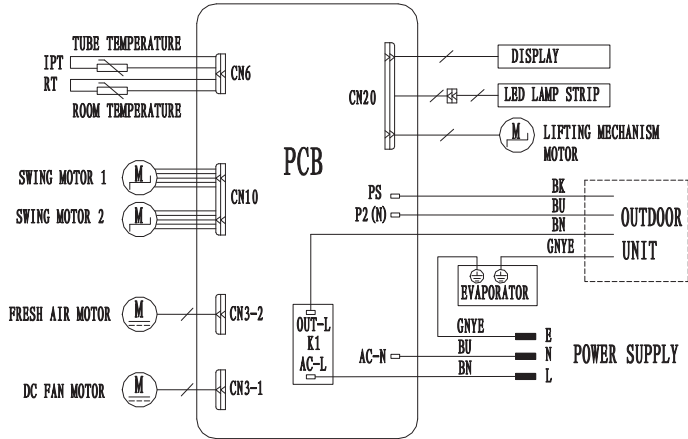 TUBE TEMPERATURE
IPT
RT
ROOM TEMPERATURE
CN6
SWING MOTOR 1
M
SWING MOTOR 2
M
CN10
FRESH AIR MOTOR
M
CN3-2
DC FAN MOTOR
M
CN3-1
PCB
CN20
DISPLAY
LED LAMP STRIP
M
LIFTING MECHANISM
MOTOR
PS
BK
P2(N)
BU
BN
GNYE
OUTDOOR
UNIT
EVAPORATOR
OUT-L
K1
AC-L
AC-N
GNYE
E
BU
N
BN
L
POWER SUPPLY